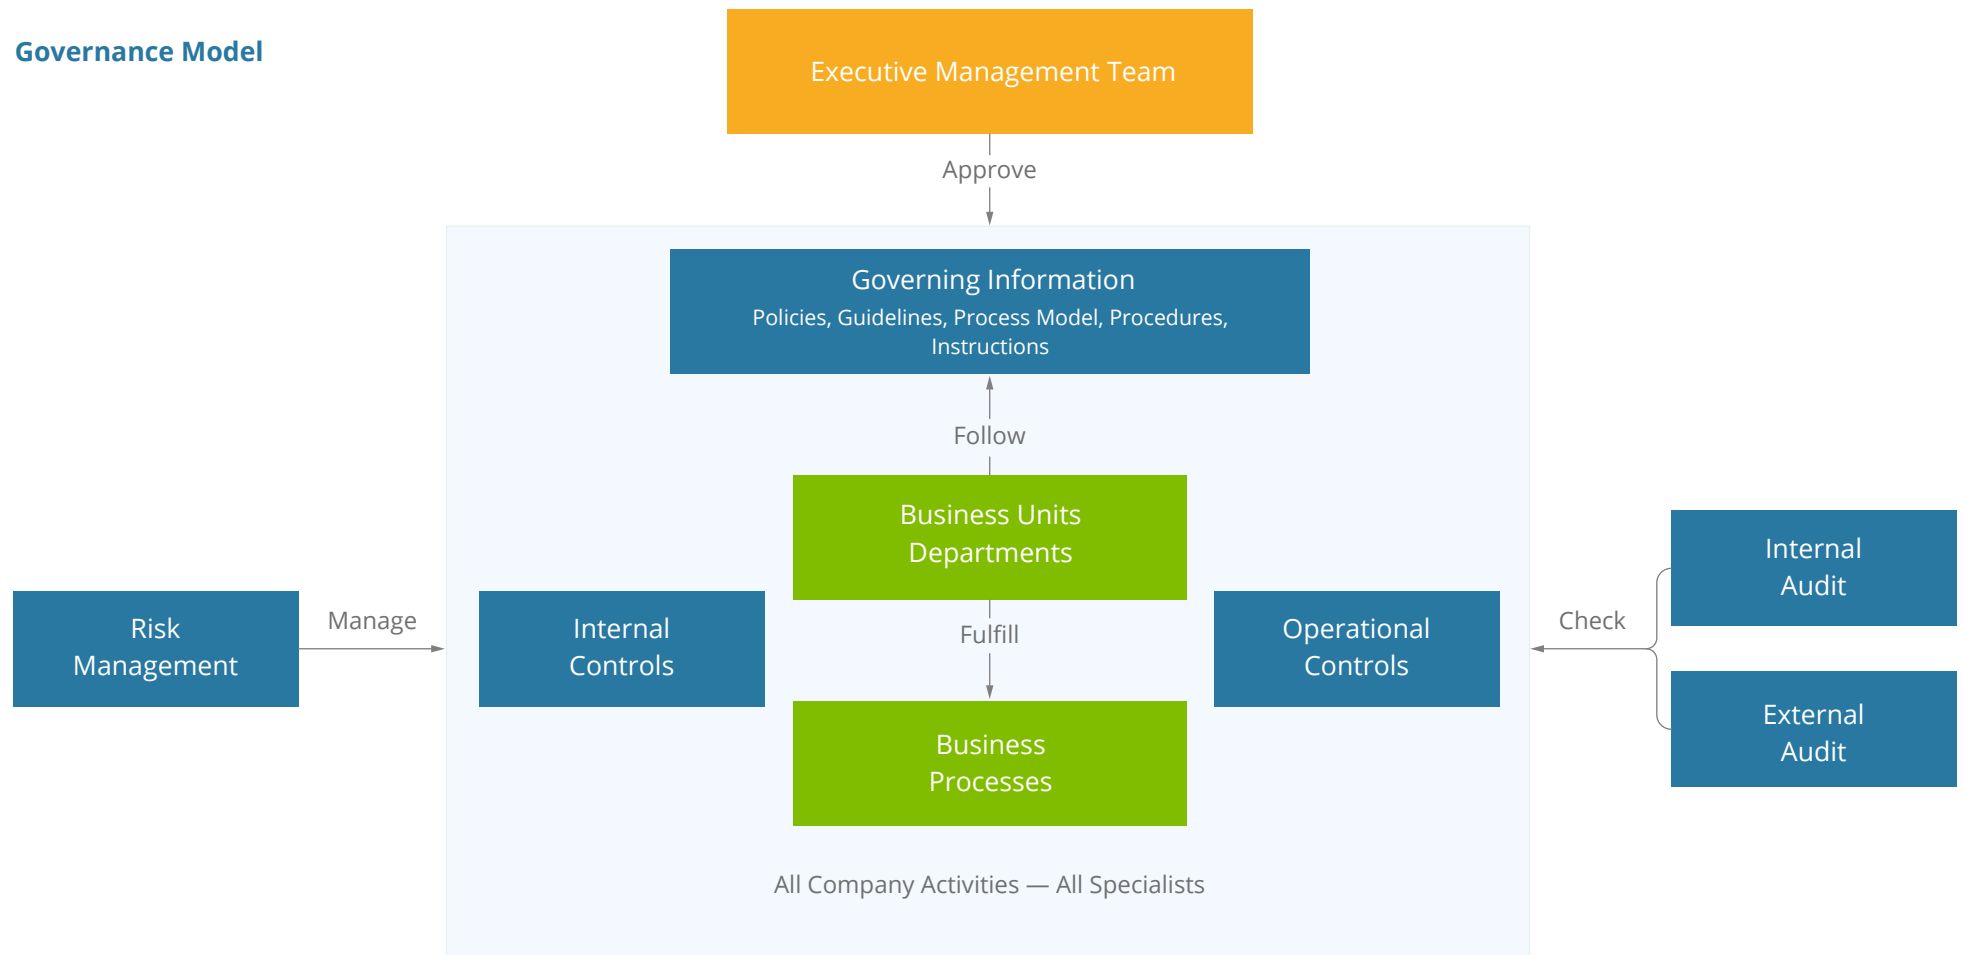 Governance Model
Executive Management Team
Approve
Governing Information
Policies, Guidelines, Process Model, Procedures,
Instructions
Follow
Business Units
Departments
Risk
Management
Manage
Internal
Controls
Fulfill
Operational
Controls
Check
Internal
Audit
External
Audit
Business
Processes
All Company Activities — All Specialists